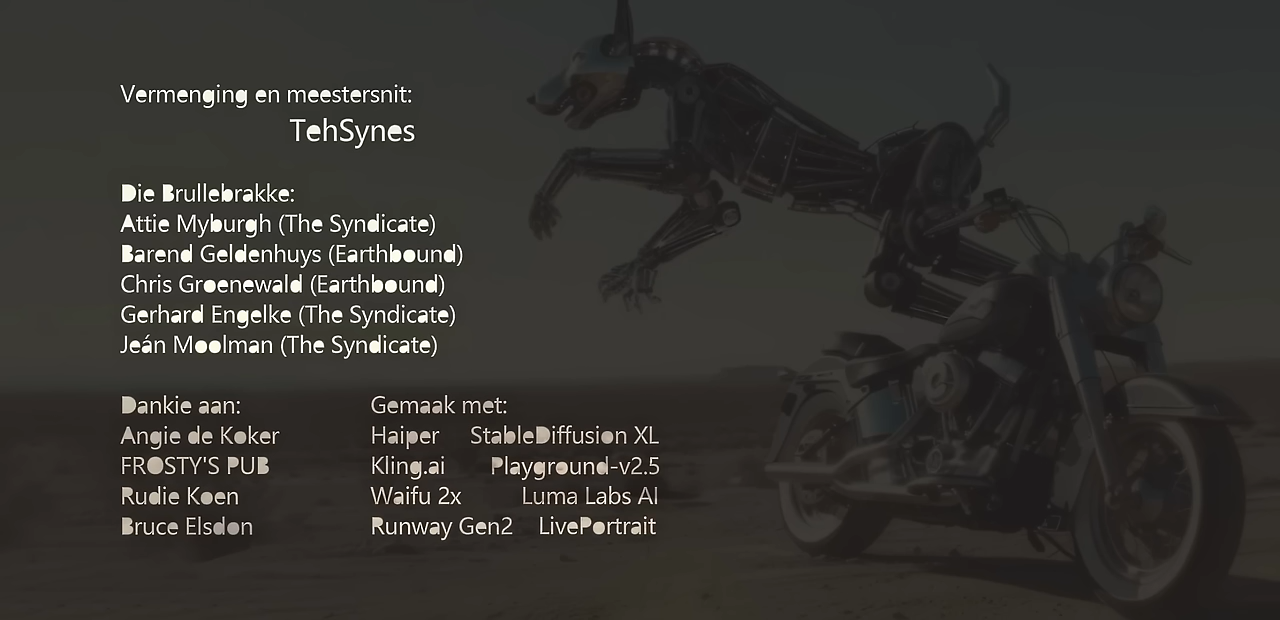 Vermenging en meestersnit:
TehSynes
Die Brullebrakke:
Attie Myburgh (The Syndicate)
Barend Geldenhuys (Earthbound)
Chris Groenewald (Earthbound)
Gerhard Engelke (The Syndicate)
Jeán Moolman (The Syndicate)
Dankie aan:
Angie de Koker
FROSTY'S PUB
Rudie Koen
Bruce Elsdon
Gemaak met:
Haiper StableDiffusion XL
Kling.ai Playground-v2.5
Waifu 2x Luma Labs AI
Runway Gen2 LivePortrait